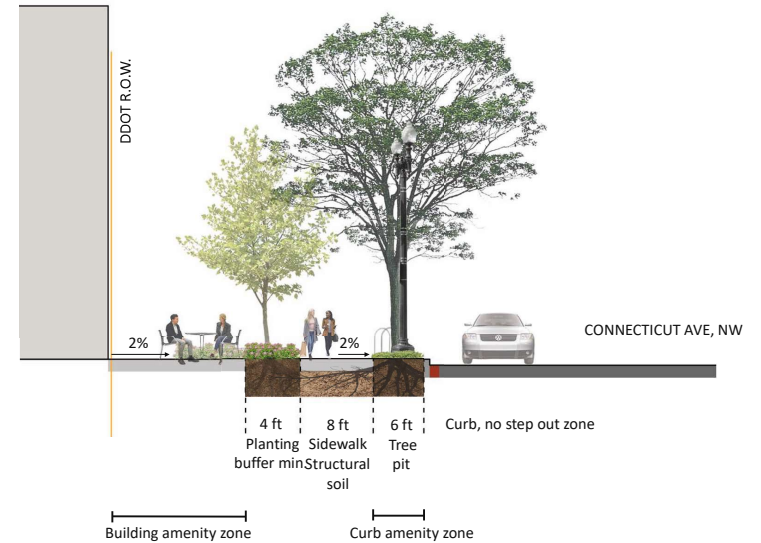 DDOT R.O.W.
2%
2%
CONNECTICUT AVE, NW
4 ft
Planting
buffer min.
8 ft
Sidewalk
Structural
soil
6 ft
Tree
pit
Curb, no step out zone
Building amenity zone
Curb amenity zone